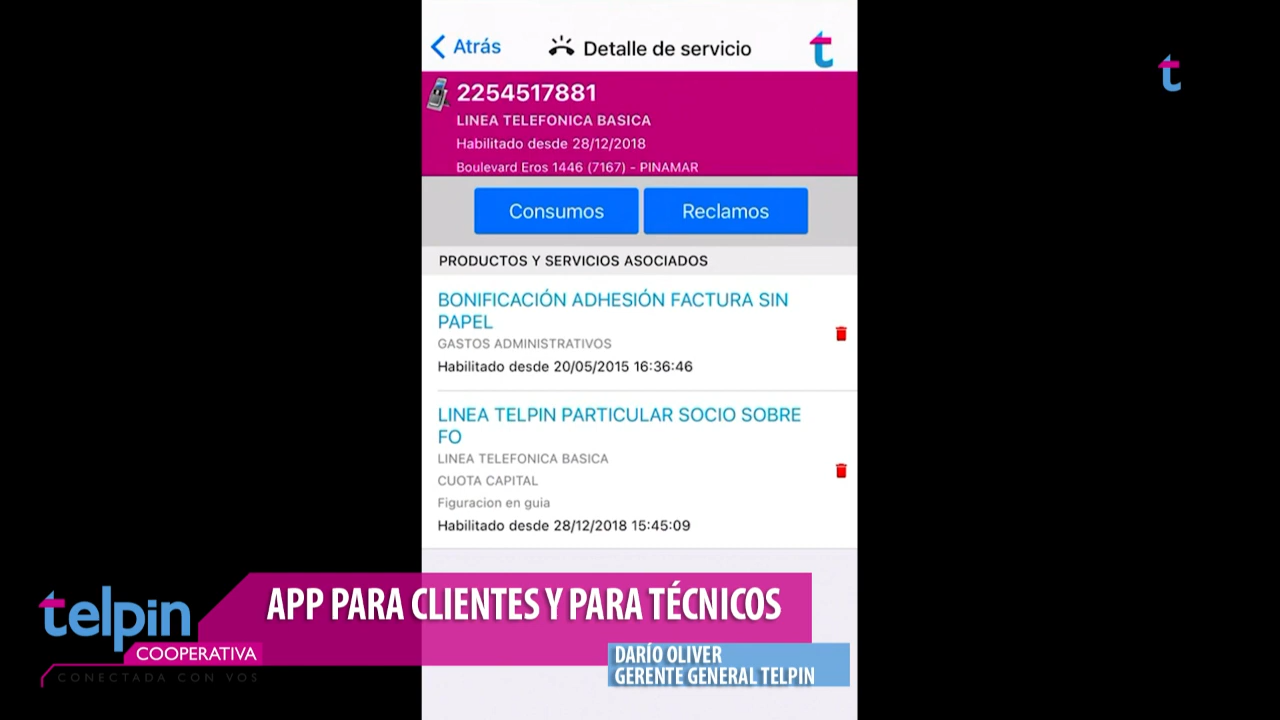 Atrás
Detalle de servicio
t
t
2254517881
LINEA TELEFONICA BASICA
Habilitado desde 28/12/2018
Boulevard Eros 1446 (7167) - PINAMAR
Consumos
Reclamos
PRODUCTOS Y SERVICIOS ASOCIADOS
BONIFICACIÓN ADHESIÓN FACTURA SIN
PAPEL
GASTOS ADMINISTRATIVOS
Habilitado desde 20/05/2015 16:36:46
LINEA TELPIN PARTICULAR SOCIO SOBRE
FO
LINEA TELEFONICA BASICA
CUOTA CAPITAL
Figuracion en guia
Habilitado desde 28/12/2018 15:45:09
telpin
COOPERATIVA
CONECTADA CON VOS
APP PARA CLIENTES Y PARA TÉCNICOS
DARÍO OLIVER
GERENTE GENERAL TELPIN